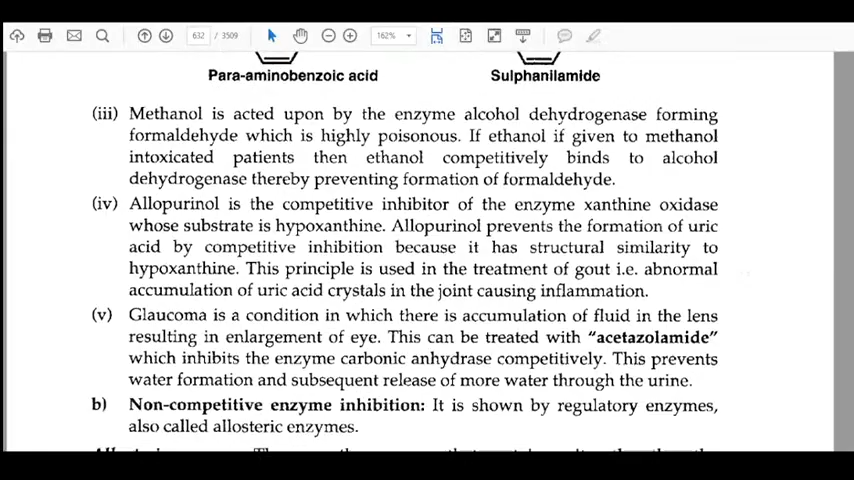 632 / 3509
162%
Para-aminobenzoic acid Sulphanilamide
(iii) Methanol is acted upon by the enzyme alcohol dehydrogenase forming
formaldehyde which is highly poisonous. If ethanol if given to methanol
intoxicated patients then ethanol competitively binds to alcohol
dehydrogenase thereby preventing formation of formaldehyde.
(iv) Allopurinol is the competitive inhibitor of the enzyme xanthine oxidase
whose substrate is hypoxanthine. Allopurinol prevents the formation of uric
acid by competitive inhibition because it has structural similarity to
hypoxanthine. This principle is used in the treatment of gout i.e. abnormal
accumulation of uric acid crystals in the joint causing inflammation.
(v) Glaucoma is a condition in which there is accumulation of fluid in the lens
resulting in enlargement of eye. This can be treated with “acetazolamide”
which inhibits the enzyme carbonic anhydrase competitively. This prevents
water formation and subsequent release of more water through the urine.
b) Non-competitive enzyme inhibition: It is shown by regulatory enzymes,
also called allosteric enzymes.